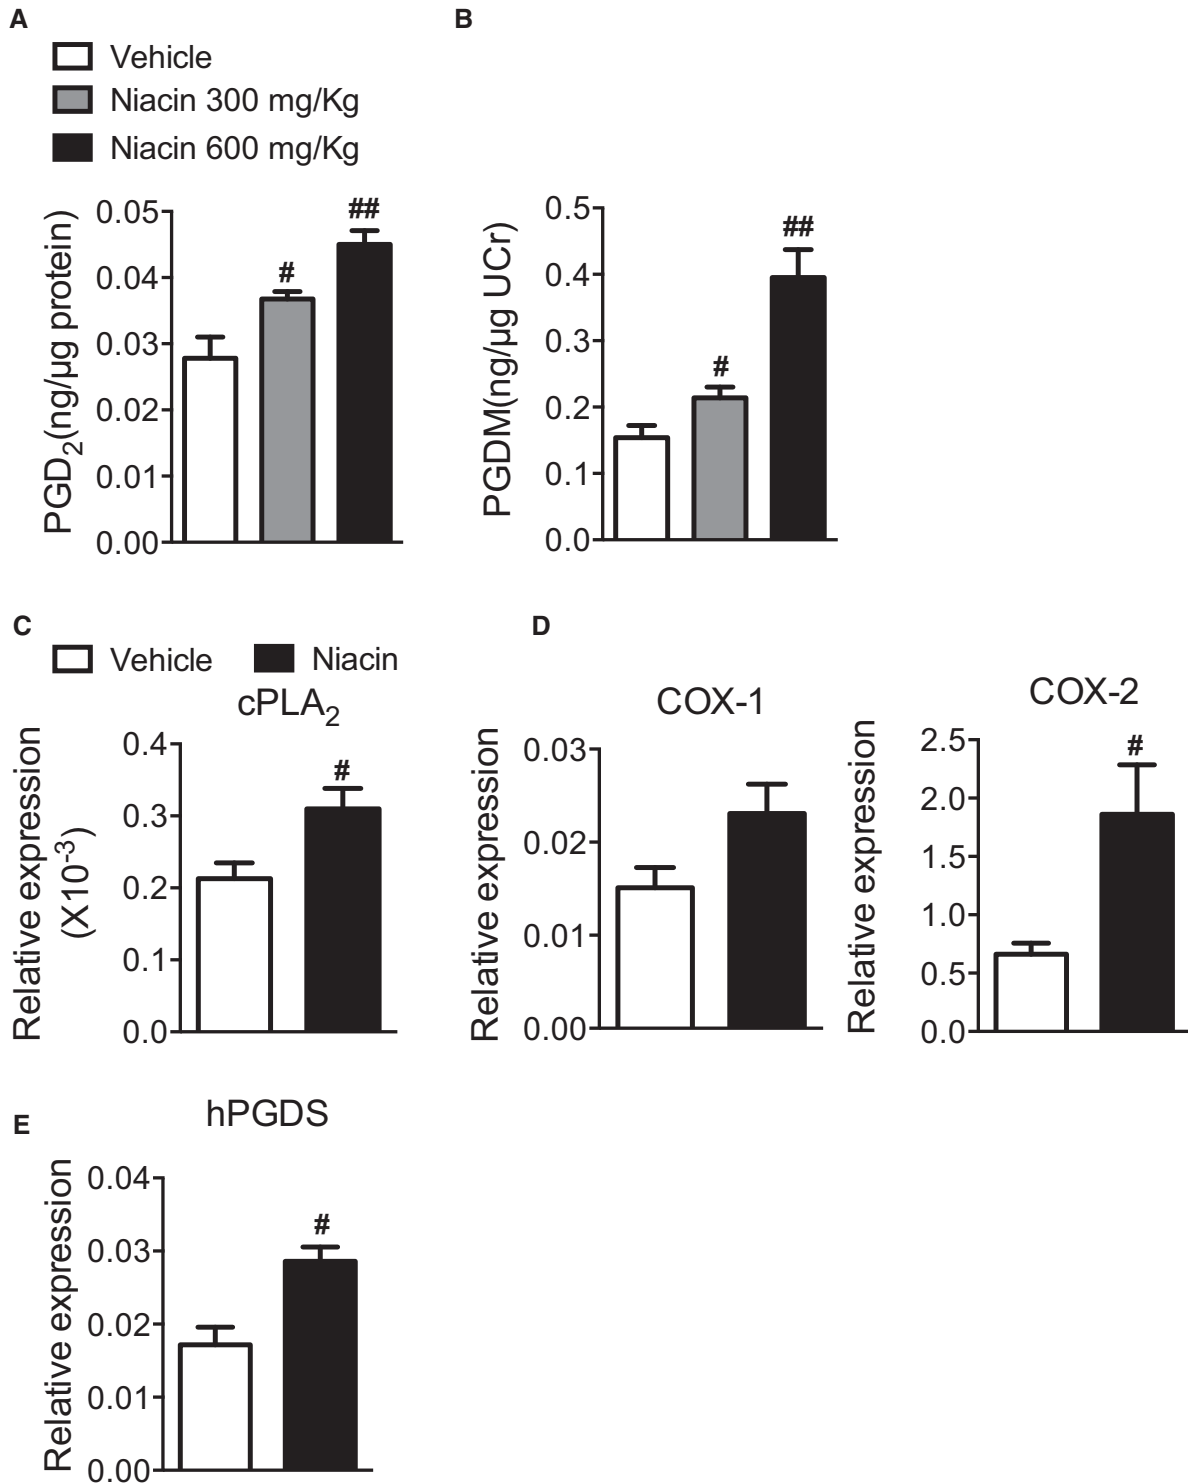 A
Vehicle
Niacin 300 mg/Kg
Niacin 600 mg/Kg
PGD₂(ng/µg protein)
0.05
0.04
0.03
0.02
0.01
0.00
#
##
B
PGDM(ng/µg UCr)
0.5
0.4
0.3
0.2
0.1
0.0
#
##
C
Vehicle
Niacin
cPLA₂
Relative expression
(X10⁻³)
0.4
0.3
0.2
0.1
0.0
#
D
COX-1
Relative expression
0.03
0.02
0.01
0.00
COX-2
Relative expression
2.5
2.0
1.5
1.0
0.5
0.0
#
E
hPGDS
Relative expression
0.04
0.03
0.02
0.01
0.00
#